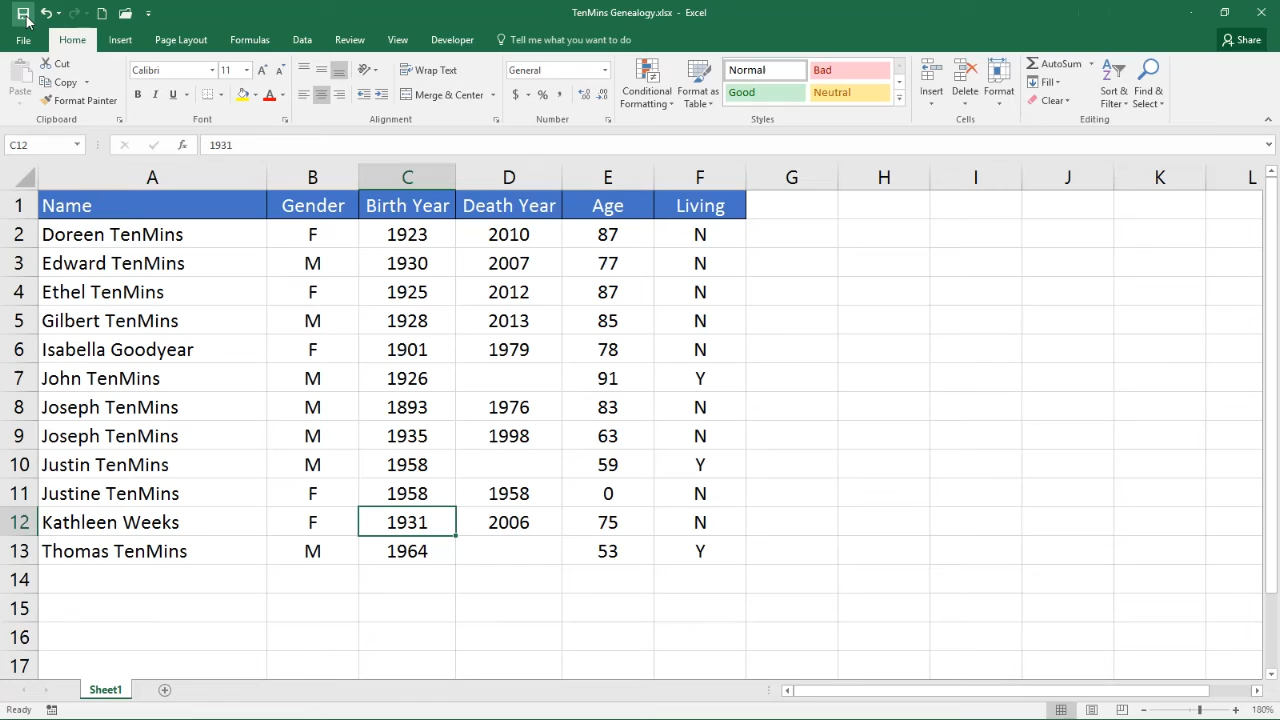 TenMins Genealogy.xlsx - Excel
File Home Insert Page Layout Formulas Data Review View Developer Tell me what you want to do Share
Paste Cut Copy Format Painter
Calibri 11 B I U A
Wrap Text Merge & Center
General $ % ,
Conditional Formatting Format as Table
Normal Bad
Good Neutral
Insert Delete Format
AutoSum Fill Clear
Sort & Filter Find & Select
Clipboard Font Alignment Number Styles Cells Editing
C12 fx 1931
A B C D E F G H I J K L
1 Name Gender Birth Year Death Year Age Living
2 Doreen TenMins F 1923 2010 87 N
3 Edward TenMins M 1930 2007 77 N
4 Ethel TenMins F 1925 2012 87 N
5 Gilbert TenMins M 1928 2013 85 N
6 Isabella Goodyear F 1901 1979 78 N
7 John TenMins M 1926 91 Y
8 Joseph TenMins M 1893 1976 83 N
9 Joseph TenMins M 1935 1998 63 N
10 Justin TenMins M 1958 59 Y
11 Justine TenMins F 1958 1958 0 N
12 Kathleen Weeks F 1931 2006 75 N
13 Thomas TenMins M 1964 53 Y
14
15
16
17
Sheet1
Ready 180%